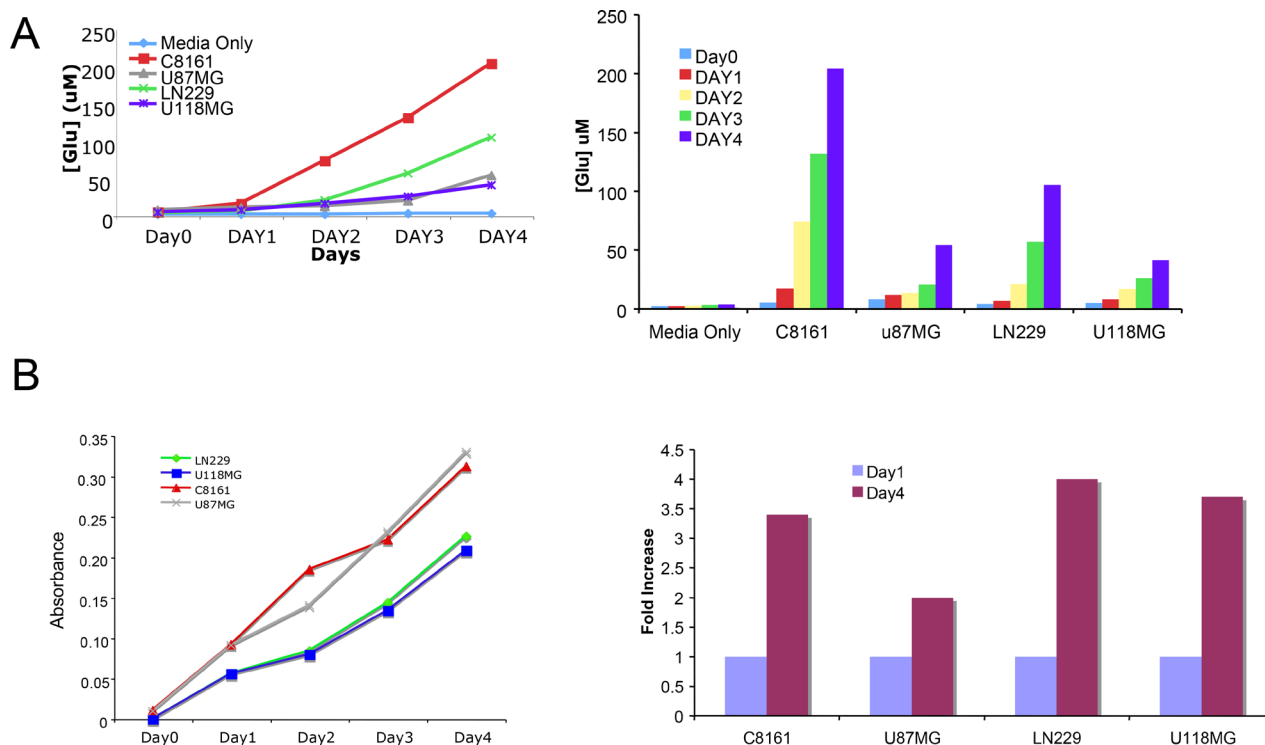 A
[Glu] (uM)
250
200
150
100
50
0
Media Only
C8161
U87MG
LN229
U118MG
Day0 DAY1 DAY2 DAY3 DAY4
Days
[Glu] uM
250
200
150
100
50
0
Day0
DAY1
DAY2
DAY3
DAY4
Media Only C8161 u87MG LN229 U118MG
B
Absorbance
0.35
0.30
0.25
0.20
0.15
0.10
0.05
0
LN229
U118MG
C8161
U87MG
Day0 Day1 Day2 Day3 Day4
Fold Increase
4.5
4
3.5
3
2.5
2
1.5
1
0.5
0
Day1
Day4
C8161 U87MG LN229 U118MG